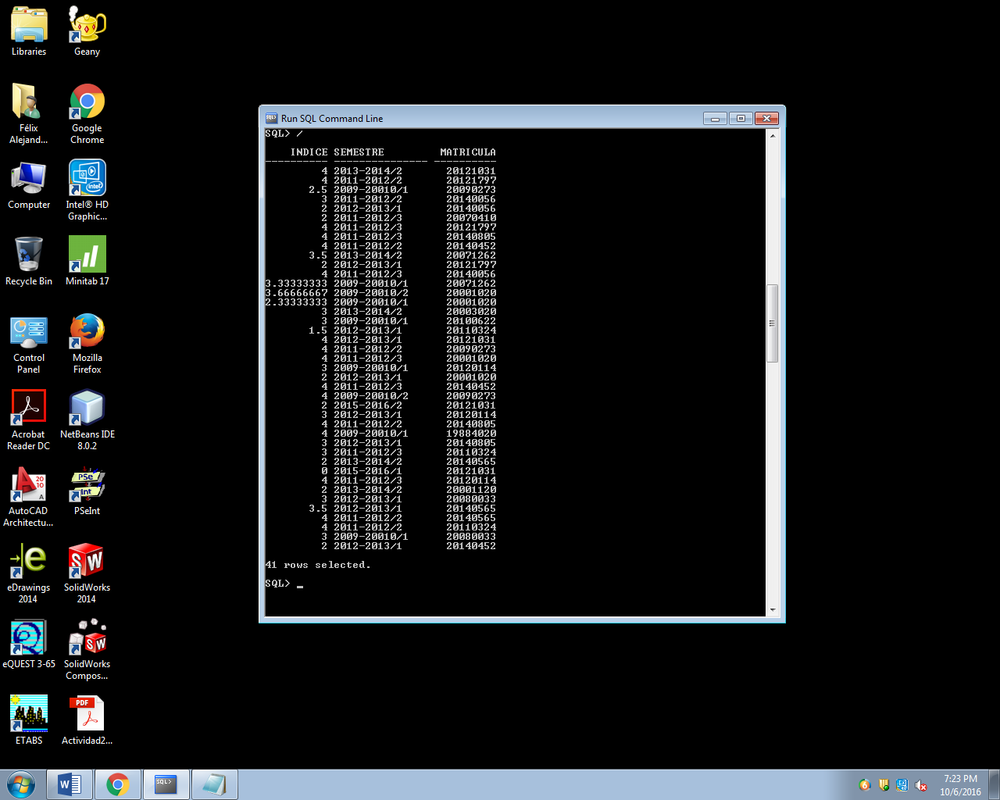 Libraries
Geany
Félix
Alejand...
Google
Chrome
Computer
Intel® HD
Graphic...
Recycle Bin
Minitab 17
Control
Panel
Mozilla
Firefox
Acrobat
Reader DC
NetBeans IDE
8.0.2
AutoCAD
Architectu...
PSeInt
eDrawings
2014
SolidWorks
2014
eQUEST 3-65
SolidWorks
Compos...
ETABS
Actividad2...
Run SQL Command Line
SQL> /
INDICE SEMESTRE MATRICULA
---------- --------------- ----------
4 2013-2014/2 20121031
4 2011-2012/2 20121797
2.5 2009-20010/1 20090273
3 2011-2012/2 20140056
2 2012-2013/1 20140056
2 2011-2012/3 20070410
4 2011-2012/3 20121797
4 2011-2012/3 20140805
4 2011-2012/2 20140452
3.5 2013-2014/2 20071262
2 2012-2013/1 20121797
4 2011-2012/3 20140056
3.33333333 2009-20010/1 20071262
3.66666667 2009-20010/2 20001020
2.33333333 2009-20010/1 20001020
3 2013-2014/2 20003020
3 2009-20010/1 20100622
1.5 2012-2013/1 20110324
4 2012-2013/1 20121031
4 2011-2012/2 20090273
4 2011-2012/3 20001020
3 2009-20010/1 20120114
2 2012-2013/1 20001020
4 2011-2012/3 20140452
4 2009-20010/2 20090273
2 2015-2016/2 20121031
3 2012-2013/1 20120114
4 2011-2012/2 20140805
4 2009-20010/1 19884020
3 2012-2013/1 20140805
3 2011-2012/3 20110324
2 2013-2014/2 20140565
0 2015-2016/1 20121031
4 2011-2012/3 20120114
2 2013-2014/2 20001120
3 2012-2013/1 20080033
3.5 2012-2013/1 20140565
4 2011-2012/2 20140565
4 2011-2012/2 20110324
3 2009-20010/1 20080033
2 2012-2013/1 20140452
41 rows selected.
SQL> _
7:23 PM
10/6/2016